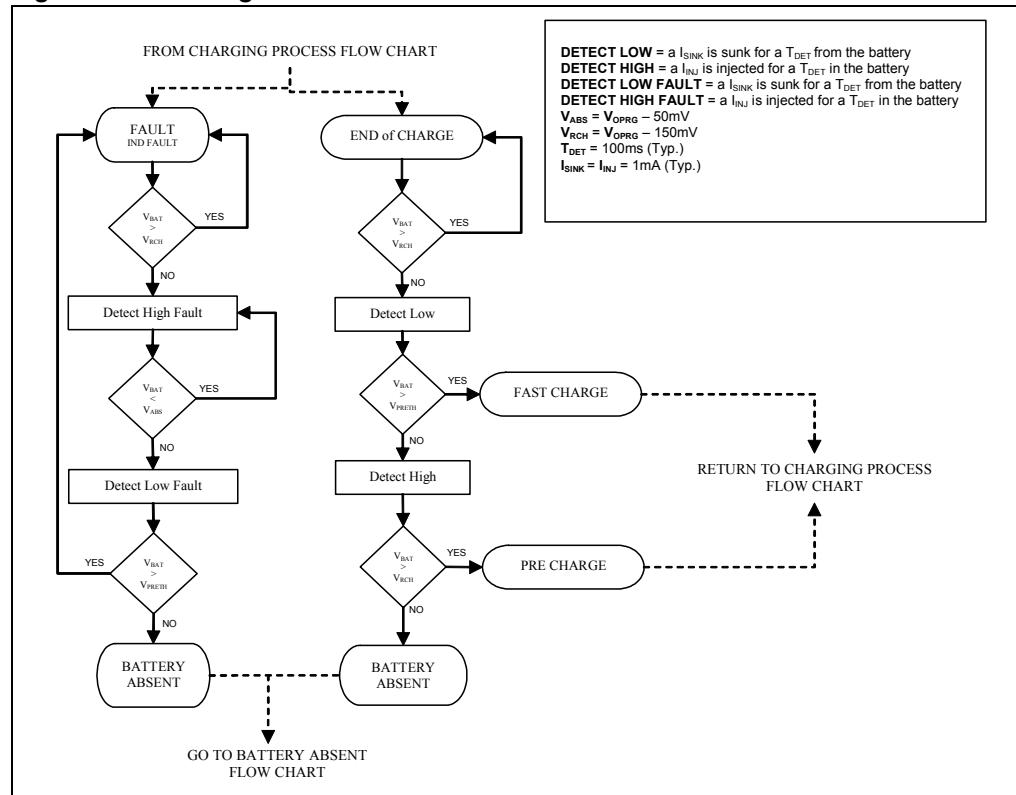 FROM CHARGING PROCESS FLOW CHART
DETECT LOW = a ISINK is sunk for a TDET from the battery
DETECT HIGH = a IINJ is injected for a TDET in the battery
DETECT LOW FAULT = a ISINK is sunk for a TDET from the battery
DETECT HIGH FAULT = a IINJ is injected for a TDET in the battery
VABS = VOPRG – 50mV
VRCH = VOPRG – 150mV
TDET = 100ms (Typ.)
ISINK = IINJ = 1mA (Typ.)
FAULT
IND FAULT
VBAT
>
VRCH
YES
NO
Detect High Fault
VBAT
<
VABS
YES
NO
Detect Low Fault
VBAT
>
VPRETH
YES
NO
BATTERY
ABSENT
END of CHARGE
VBAT
>
VRCH
YES
NO
Detect Low
VBAT
>
VPRETH
YES
NO
FAST CHARGE
Detect High
VBAT
>
VRCH
YES
NO
PRE CHARGE
BATTERY
ABSENT
RETURN TO CHARGING PROCESS
FLOW CHART
GO TO BATTERY ABSENT
FLOW CHART